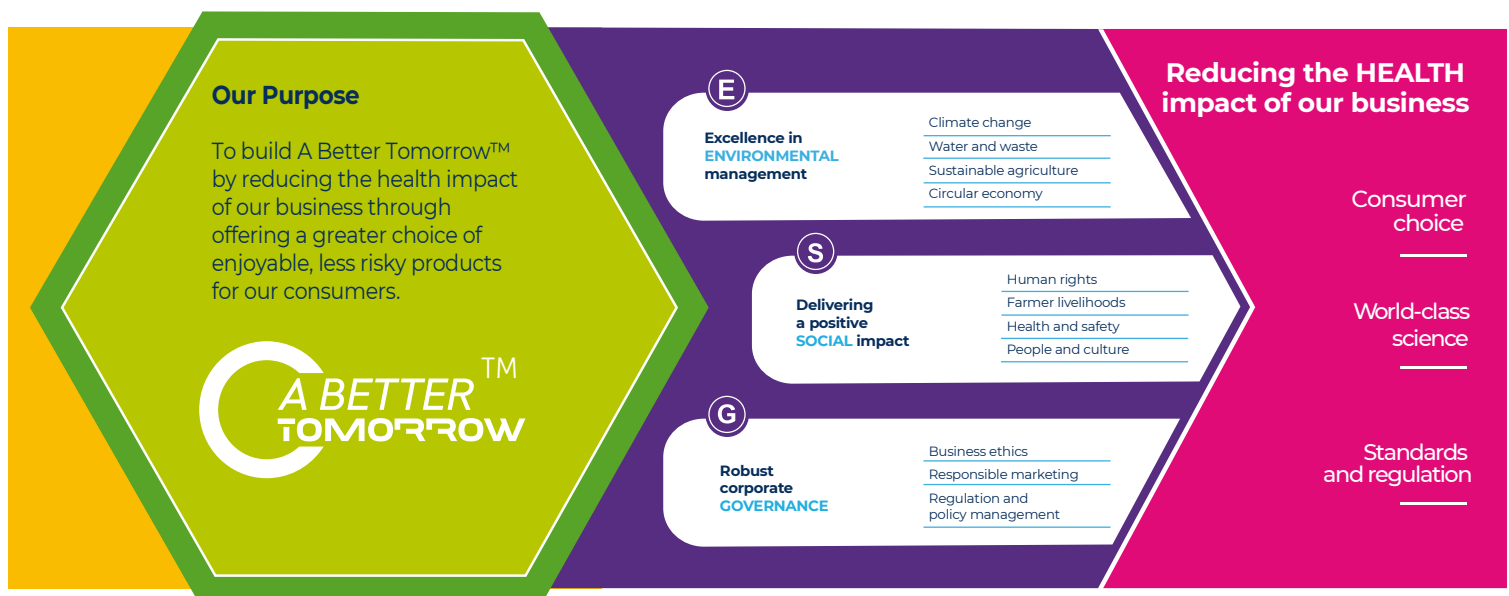 Our Purpose
To build A Better Tomorrow™
by reducing the health impact
of our business through
offering a greater choice of
enjoyable, less risky products
for our consumers.
A BETTER TM
TOMORROW
E
Excellence in
ENVIRONMENTAL
management
Climate change
Water and waste
Sustainable agriculture
Circular economy
S
Delivering
a positive
SOCIAL impact
Human rights
Farmer livelihoods
Health and safety
People and culture
G
Robust
corporate
GOVERNANCE
Business ethics
Responsible marketing
Regulation and
policy management
Reducing the HEALTH
impact of our business
Consumer
choice
World-class
science
Standards
and regulation